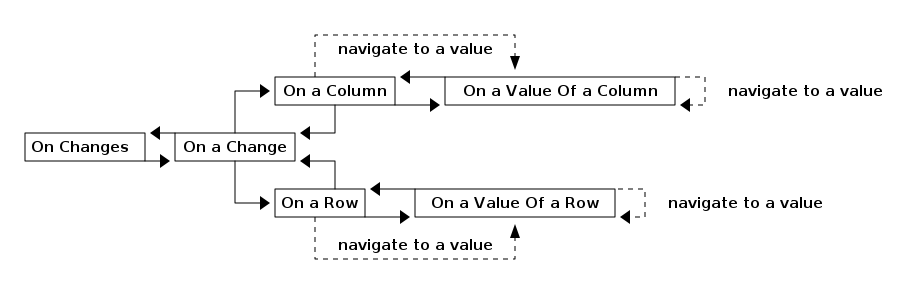 navigate to a value
On a Column
On a Value Of a Column
navigate to a value
On Changes
On a Change
On a Row
On a Value Of a Row
navigate to a value
navigate to a value